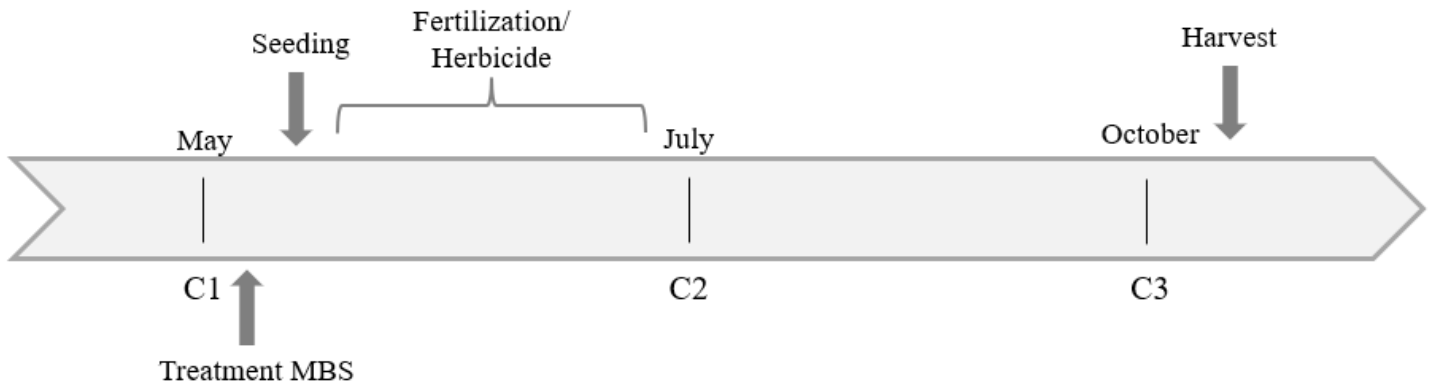 Fertilization/
Herbicide
Seeding
Harvest
May
July
October
C1
C2
C3
Treatment MBS